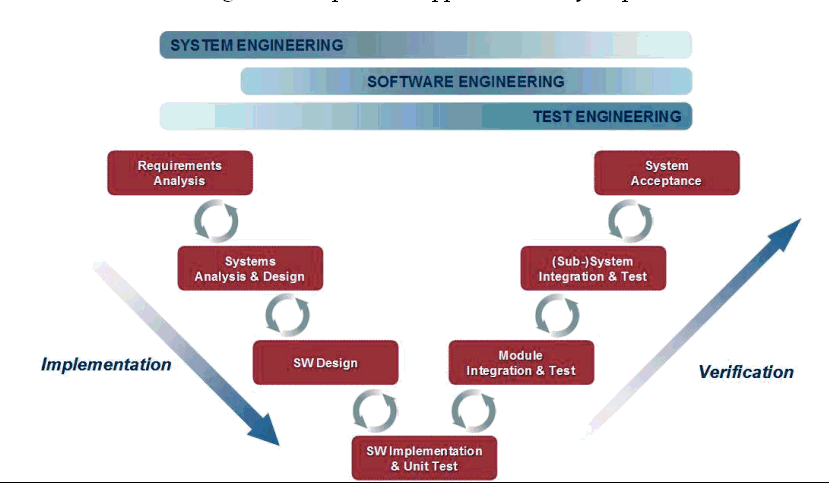 SYSTEM ENGINEERING
SOFTWARE ENGINEERING
TEST ENGINEERING
Requirements
Analysis
System
Acceptance
Systems
Analysis & Design
(Sub-)System
Integration & Test
Implementation
SW Design
Module
Integration & Test
Verification
SW Implementation
& Unit Test